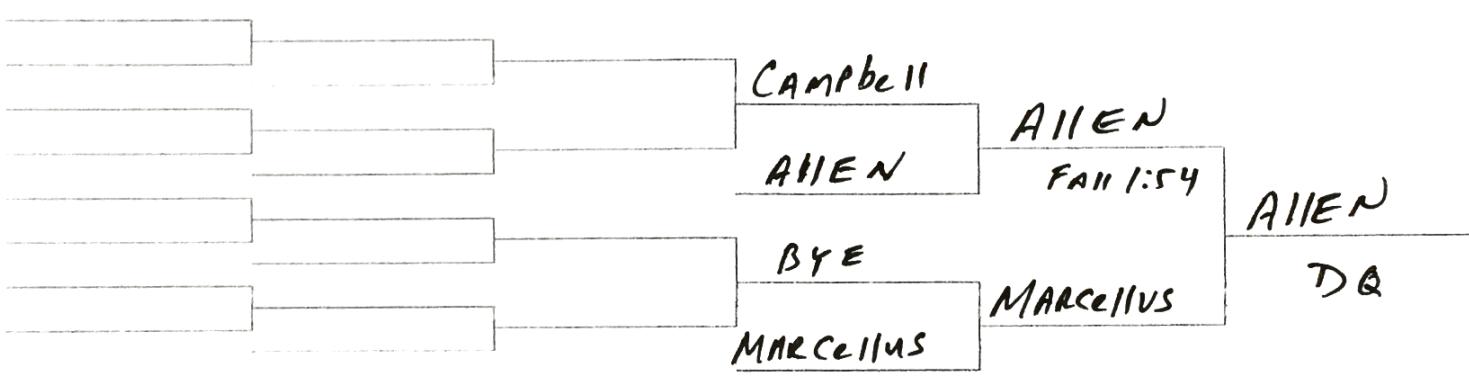 CAMPbell
AllEN
AllEN
FAll 1:54
AllEN
DQ
BYE
MARCellus
MARCellus